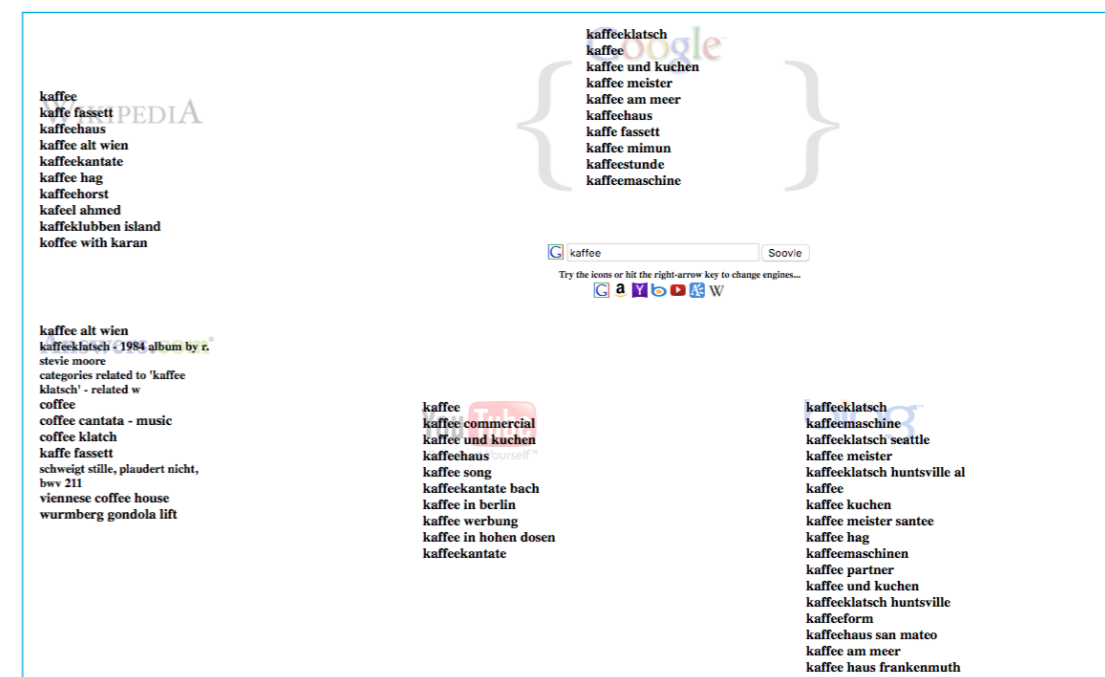 Google™
kaffeeklatsch
kaffee
kaffee und kuchen
kaffee meister
kaffee am meer
kaffeehaus
kaffe fassett
kaffee mimun
kaffeestunde
kaffeemaschine
WIKIPEDIA
kaffee
kaffe fassett
kaffeehaus
kaffee alt wien
kaffeekantate
kaffee hag
kaffeehorst
kafeel ahmed
kaffeklubben island
koffee with karan
G kaffee Soovle
Try the icons or hit the right-arrow key to change engines...
G a Y b A W
Answers.com
kaffee alt wien
kaffeeklatsch - 1984 album by r.
stevie moore
categories related to 'kaffee
klatsch' - related w
coffee
coffee cantata - music
coffee klatch
kaffe fassett
schweigt stille, plaudert nicht,
bwv 211
viennese coffee house
wurmberg gondola lift
YouTube
kaffee
kaffee commercial
kaffee und kuchen
kaffeehaus
kaffee song
kaffeekantate bach
kaffee in berlin
kaffee werbung
kaffee in hohen dosen
kaffeekantate
bing
kaffeeklatsch
kaffeemaschine
kaffeeklatsch seattle
kaffee meister
kaffeeklatsch huntsville al
kaffee
kaffee kuchen
kaffee meister santee
kaffee hag
kaffeemaschinen
kaffee partner
kaffee und kuchen
kaffeeklatsch huntsville
kaffeeform
kaffeehaus san mateo
kaffee am meer
kaffee haus frankenmuth